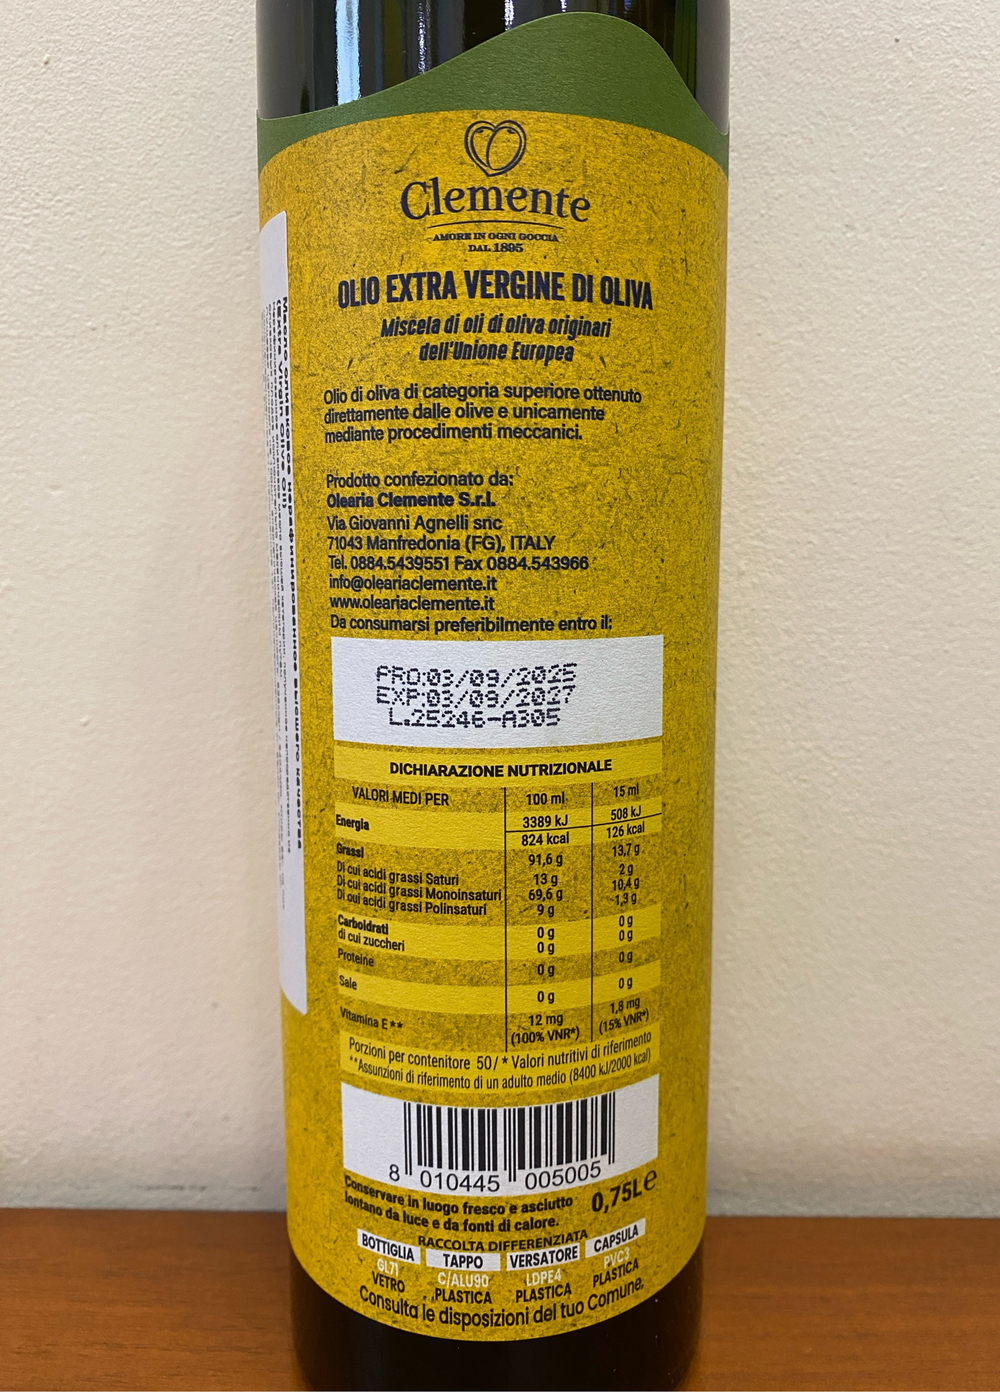 Clemente
AMORE IN OGNI GOCCIA
DAL 1895
OLIO EXTRA VERGINE DI OLIVA
Miscela di oli di oliva originari
dell'Unione Europea
Olio di oliva di categoria superiore ottenuto
direttamente dalle olive e unicamente
mediante procedimenti meccanici.
Prodotto confezionato da:
Olearia Clemente S.r.l.
Via Giovanni Agnelli snc
71043 Manfredonia (FG), ITALY
Tel. 0884.5439551 Fax 0884.543966
info@oleariaclemente.it
www.oleariaclemente.it
Da consumarsi preferibilmente entro il:
PRO:03/09/2025
EXP:03/09/2027
L.25246-A305
DICHIARAZIONE NUTRIZIONALE
VALORI MEDI PER 100 ml 15 ml
Energia 3389 kJ 508 kJ
824 kcal 126 kcal
Grassi 91,6 g 13,7 g
Di cui acidi grassi Saturi 13 g 2 g
Di cui acidi grassi Monoinsaturi 69,6 g 10,4 g
Di cui acidi grassi Polinsaturi 9 g 1,3 g
Carboidrati 0 g 0 g
di cui zuccheri 0 g 0 g
Proteine 0 g 0 g
Sale 0 g 0 g
Vitamina E** 12 mg 1,8 mg
(100% VNR*) (15% VNR*)
Porzioni per contenitore 50/ * Valori nutritivi di riferimento
**Assunzioni di riferimento di un adulto medio (8400 kJ/2000 kcal)
8 010445 005005
Conservare in luogo fresco e asciutto
lontano da luce e da fonti di calore.
0,75L e
RACCOLTA DIFFERENZIATA
BOTTIGLIA TAPPO VERSATORE CAPSULA
GL71 C/ALU90 LDPE4 PVC3
VETRO PLASTICA PLASTICA PLASTICA
Consulta le disposizioni del tuo Comune.
Масло оливковое нерафинированное высшего качества
(Extra Virgin Olive Oil)